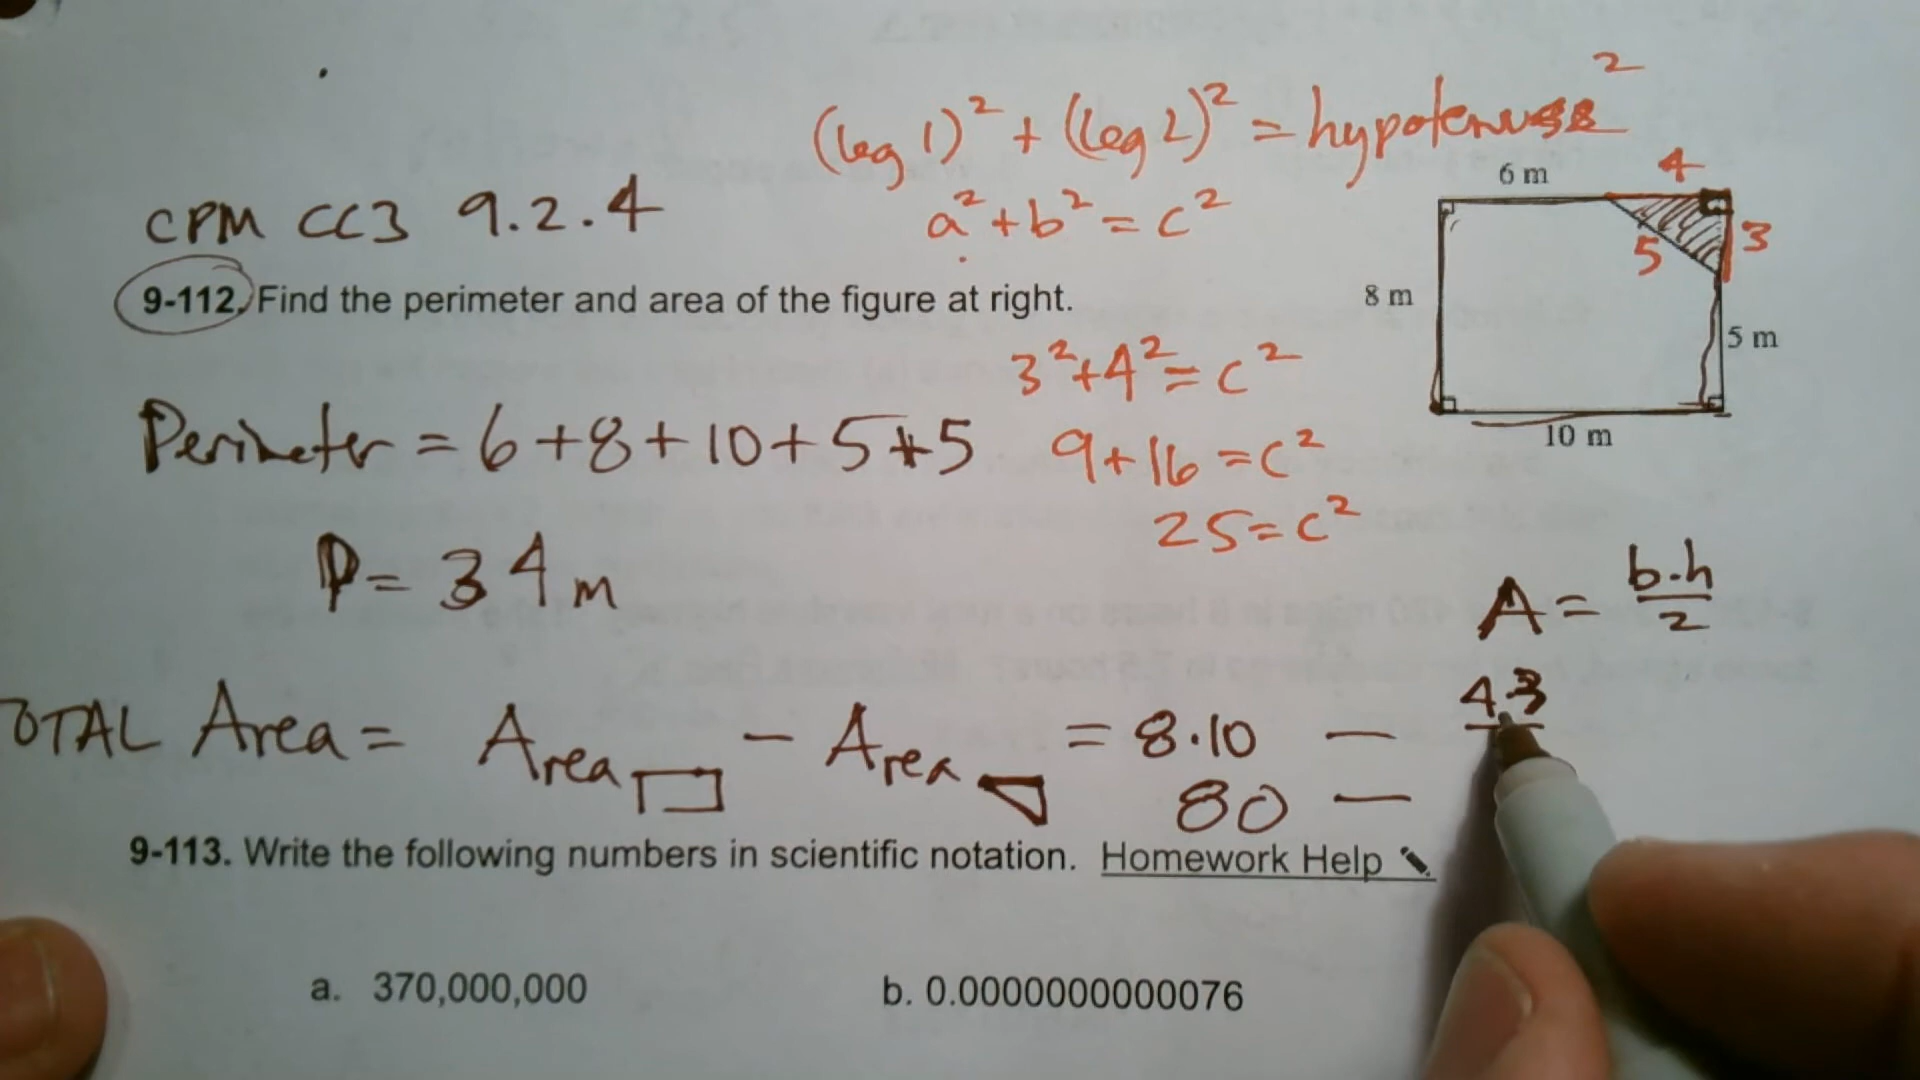 (leg 1)² + (leg 2)² = hypotenuse²
a² + b² = c²
CPM CC3 9.2.4
6 m
4
3
5
8 m
5 m
10 m
9-112. Find the perimeter and area of the figure at right.
3² + 4² = c²
Perimeter = 6 + 8 + 10 + 5 + 5
9 + 16 = c²
25 = c²
P = 34 m
A = b·h/2
TOTAL Area = Area - Area = 8·10 - 4·3
80 -
9-113. Write the following numbers in scientific notation. Homework Help ✎
a. 370,000,000
b. 0.0000000000076